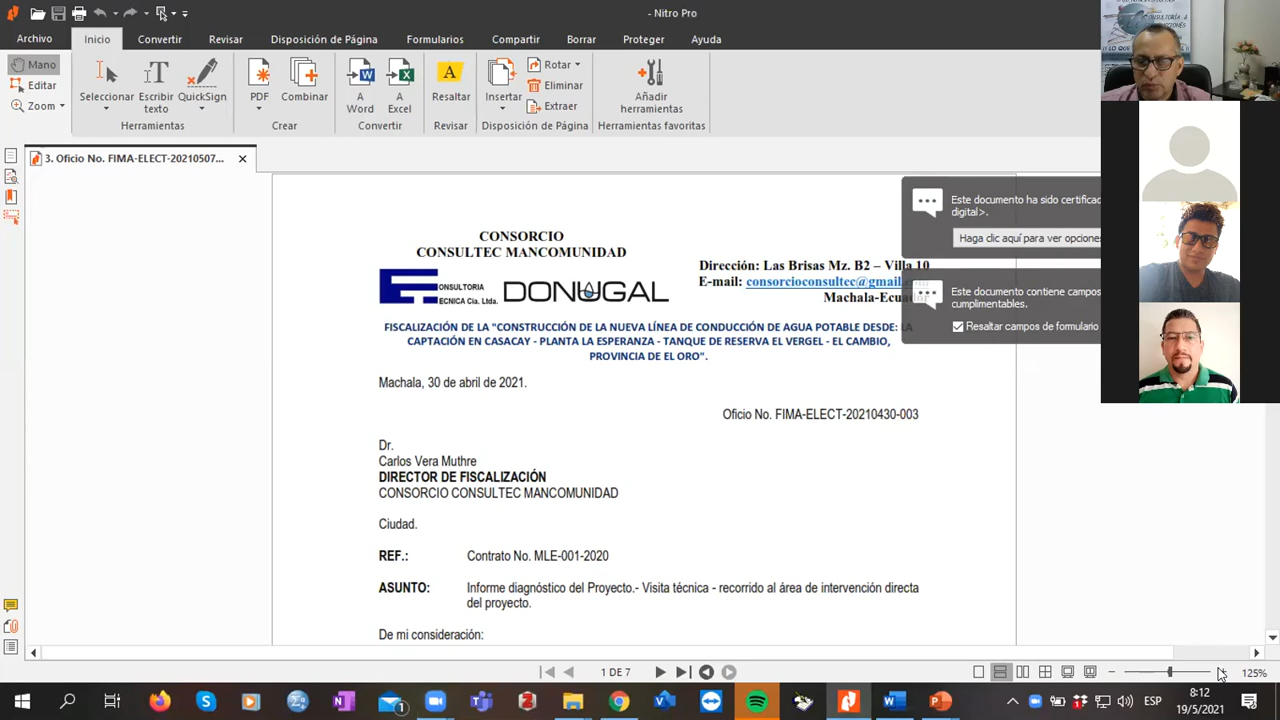 - Nitro Pro
Archivo Inicio Convertir Revisar Disposición de Página Formularios Compartir Borrar Proteger Ayuda
Mano
Editar
Zoom
Seleccionar
Escribir texto
QuickSign
Herramientas
PDF
Combinar
Crear
A Word
A Excel
Convertir
Resaltar
Revisar
Insertar
Rotar
Eliminar
Extraer
Disposición de Página
Añadir herramientas
Herramientas favoritas
3. Oficio No. FIMA-ELECT-20210507...
Este documento ha sido certificad
digital>.
Haga clic aquí para ver opciones
Este documento contiene campos
cumplimentables.
Resaltar campos de formulario
CONSORCIO
CONSULTEC MANCOMUNIDAD
ONSULTORIA
ECNICA Cia. Ltda.
DONUGAL
Dirección: Las Brisas Mz. B2 – Villa 10
E-mail: consorcioconsultec@gmail.
Machala-Ecuador
FISCALIZACIÓN DE LA "CONSTRUCCIÓN DE LA NUEVA LÍNEA DE CONDUCCIÓN DE AGUA POTABLE DESDE: LA
CAPTACIÓN EN CASACAY - PLANTA LA ESPERANZA - TANQUE DE RESERVA EL VERGEL - EL CAMBIO,
PROVINCIA DE EL ORO".
Machala, 30 de abril de 2021.
Oficio No. FIMA-ELECT-20210430-003
Dr.
Carlos Vera Muthre
DIRECTOR DE FISCALIZACIÓN
CONSORCIO CONSULTEC MANCOMUNIDAD
Ciudad.
REF.: Contrato No. MLE-001-2020
ASUNTO: Informe diagnóstico del Proyecto.- Visita técnica - recorrido al área de intervención directa
del proyecto.
De mi consideración:
1 DE 7
125%
ESP
8:12
19/5/2021